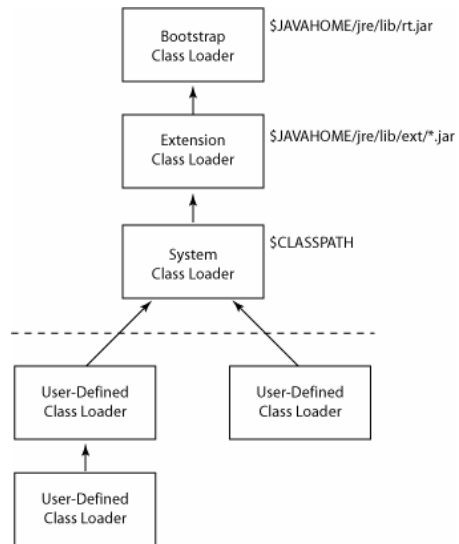 Bootstrap
Class Loader
$JAVAHOME/jre/lib/rt.jar
Extension
Class Loader
$JAVAHOME/jre/lib/ext/*.jar
System
Class Loader
$CLASSPATH
User-Defined
Class Loader
User-Defined
Class Loader
User-Defined
Class Loader